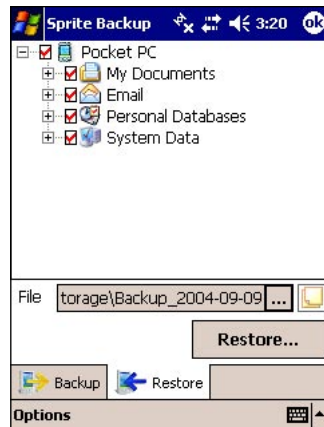 Sprite Backup 3:20 ok
Pocket PC
My Documents
Email
Personal Databases
System Data
File torage\Backup_2004-09-09 ...
Restore...
Backup Restore
Options